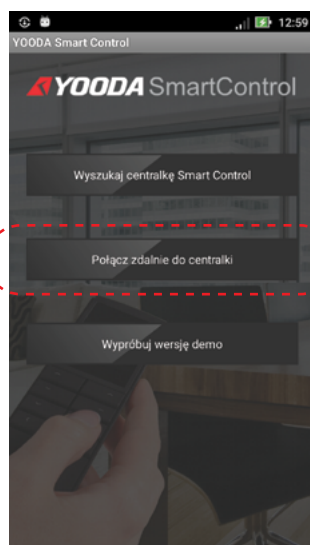 12:59
YOODA Smart Control
YOODA SmartControl
Wyszukaj centralkę Smart Control
Połącz zdalnie do centralki
Wypróbuj wersję demo